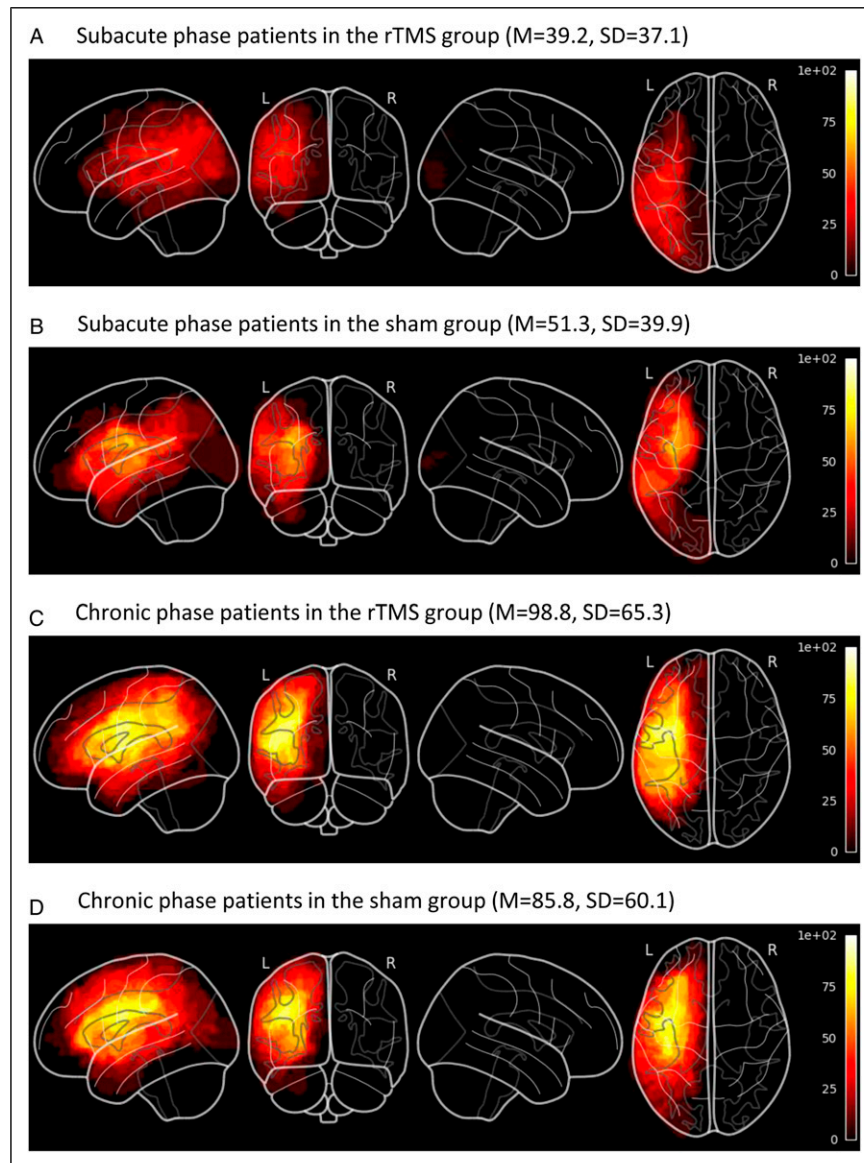 A Subacute phase patients in the rTMS group (M=39.2, SD=37.1)
L R L R 1e+02
75
50
25
0
B Subacute phase patients in the sham group (M=51.3, SD=39.9)
L R L R 1e+02
75
50
25
0
C Chronic phase patients in the rTMS group (M=98.8, SD=65.3)
L R L R 1e+02
75
50
25
0
D Chronic phase patients in the sham group (M=85.8, SD=60.1)
L R L R 1e+02
75
50
25
0